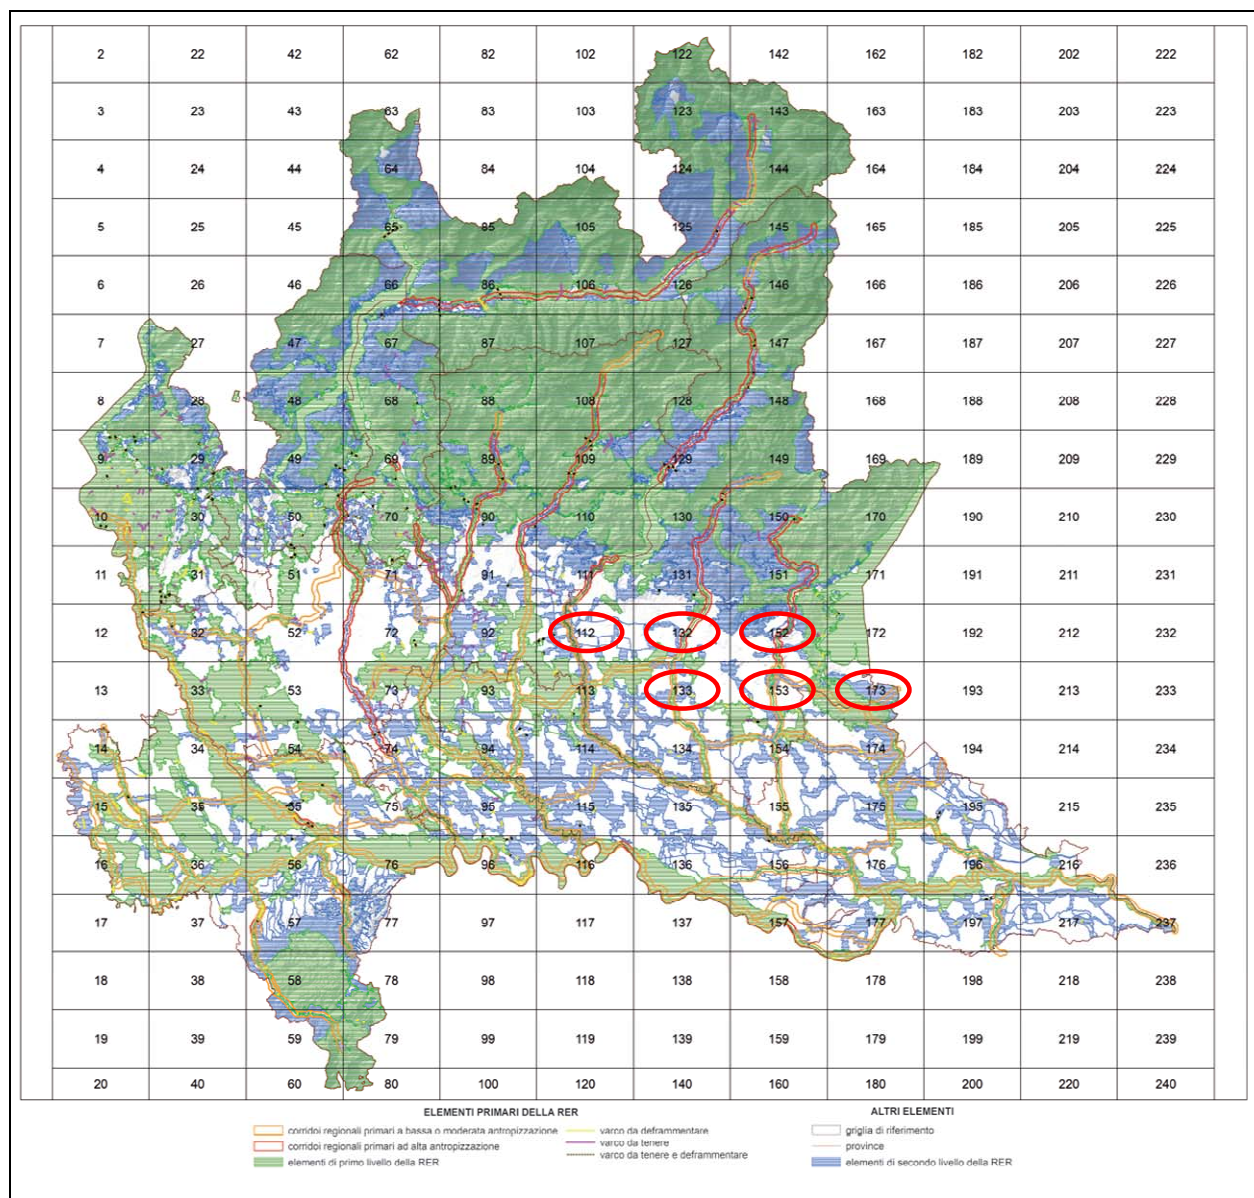 2 22 42 62 82 102 122 142 162 182 202 222
3 23 43 63 83 103 123 143 163 183 203 223
4 24 44 64 84 104 124 144 164 184 204 224
5 25 45 65 85 105 125 145 165 185 205 225
6 26 46 66 86 106 126 146 166 186 206 226
7 27 47 67 87 107 127 147 167 187 207 227
8 28 48 68 88 108 128 148 168 188 208 228
9 29 49 69 89 109 129 149 169 189 209 229
10 30 50 70 90 110 130 150 170 190 210 230
11 31 51 71 91 111 131 151 171 191 211 231
12 32 52 72 92 112 132 152 172 192 212 232
13 33 53 73 93 113 133 153 173 193 213 233
14 34 54 74 94 114 134 154 174 194 214 234
15 35 55 75 95 115 135 155 175 195 215 235
16 36 56 76 96 116 136 156 176 196 216 236
17 37 57 77 97 117 137 157 177 197 217 237
18 38 58 78 98 118 138 158 178 198 218 238
19 39 59 79 99 119 139 159 179 199 219 239
20 40 60 80 100 120 140 160 180 200 220 240
ELEMENTI PRIMARI DELLA RER
corridoi regionali primari a bassa o moderata antropizzazione
corridoi regionali primari ad alta antropizzazione
elementi di primo livello della RER
varco da deframmentare
varco da tenere
varco da tenere e deframmentare
ALTRI ELEMENTI
griglia di riferimento
province
elementi di secondo livello della RER